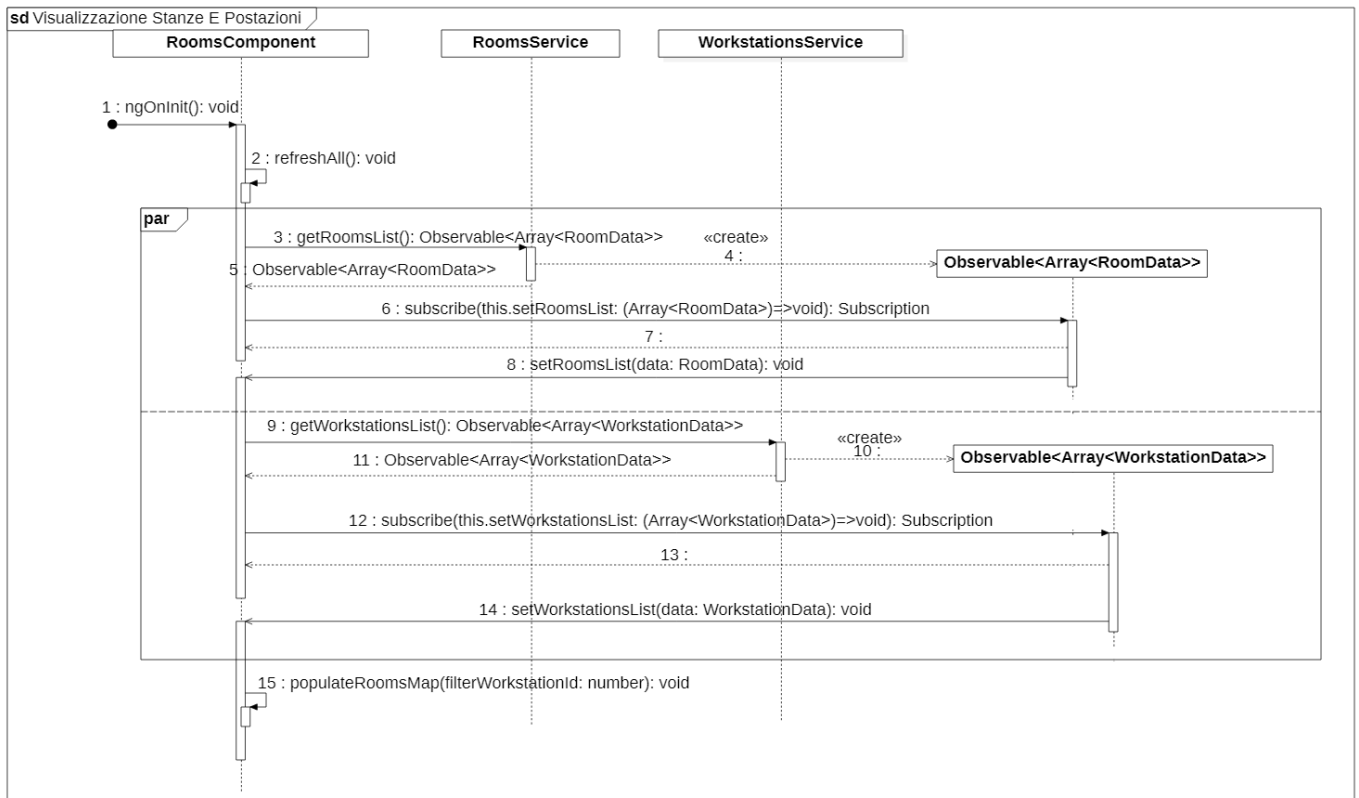 sd Visualizzazione Stanze E Postazioni
RoomsComponent
RoomsService
WorkstationsService
1 : ngOnInit(): void
2 : refreshAll(): void
par
3 : getRoomsList(): Observable<Array<RoomData>>
«create»
4 :
Observable<Array<RoomData>>
5 : Observable<Array<RoomData>>
6 : subscribe(this.setRoomsList: (Array<RoomData>)=>void): Subscription
7 :
8 : setRoomsList(data: RoomData): void
9 : getWorkstationsList(): Observable<Array<WorkstationData>>
«create»
10 :
Observable<Array<WorkstationData>>
11 : Observable<Array<WorkstationData>>
12 : subscribe(this.setWorkstationsList: (Array<WorkstationData>)=>void): Subscription
13 :
14 : setWorkstationsList(data: WorkstationData): void
15 : populateRoomsMap(filterWorkstationId: number): void